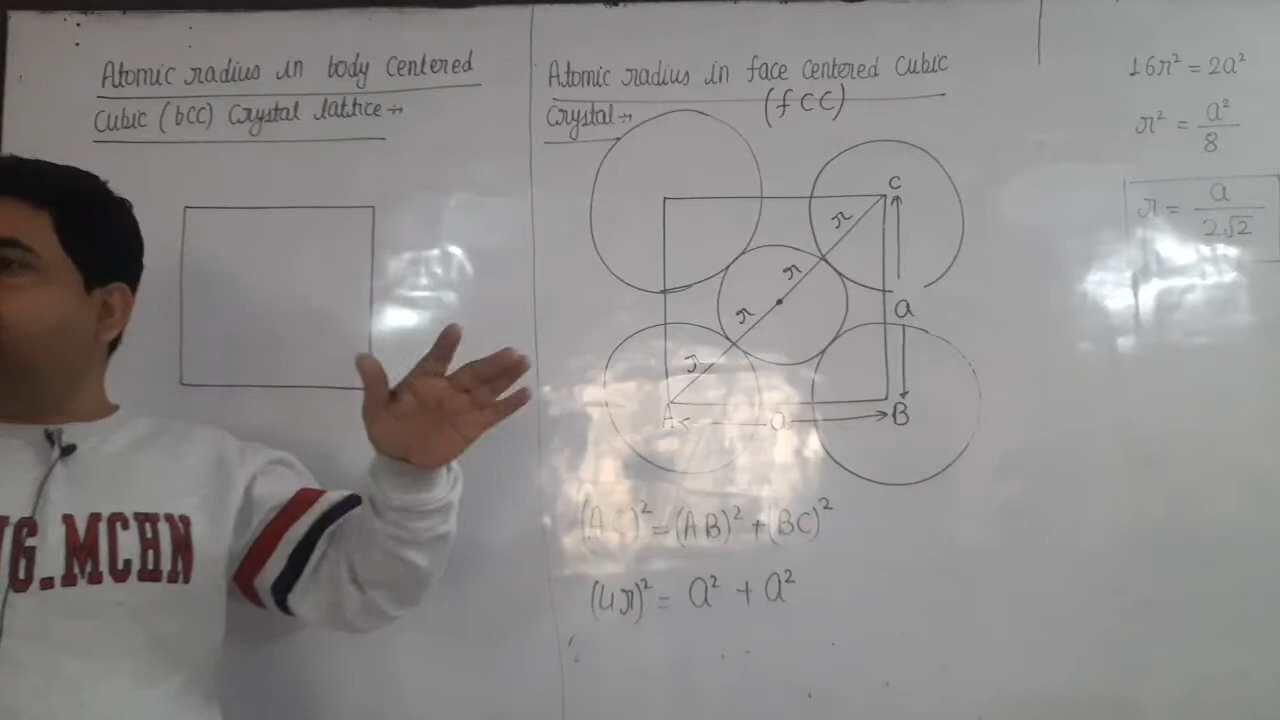 Atomic radius in body centered
cubic (bcc) crystal lattice →
Atomic radius in face centered cubic
crystal → (fcc)
C
r
r
r
r
a
A
a
B
(AC)² = (AB)² + (BC)²
(4r)² = a² + a²
16r² = 2a²
r² = a²/8
r = a/2√2
G.MCHN